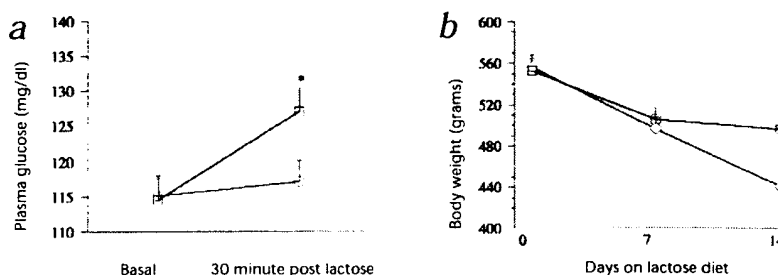 a
140
135
130
125
120
115
110
Plasma glucose (mg/dl)
Basal
30 minute post lactose
*
b
600
560
520
480
440
400
Body weight (grams)
0
7
14
Days on lactose diet